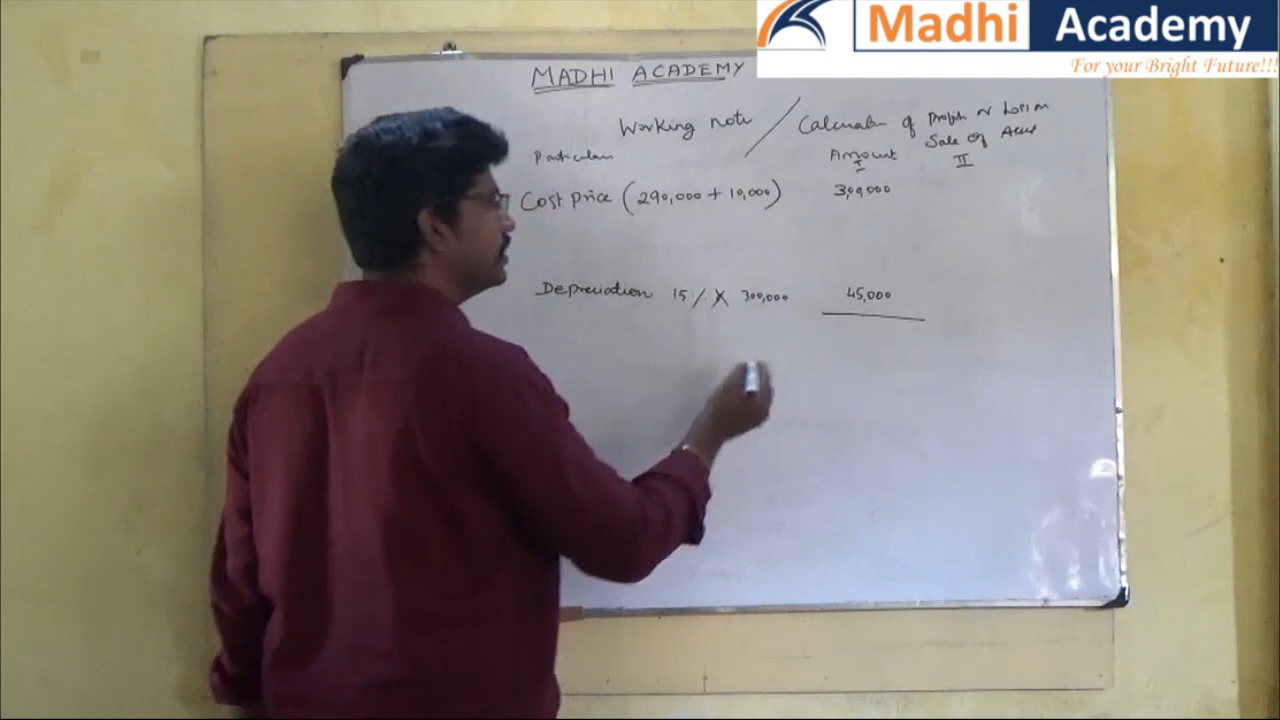 Madhi Academy
For your Bright Future!!!
MADHI ACADEMY
Working note / Calculation of Profit or Loss on
Sale of Asset
Particulars Amount
I II
Cost Price (290,000 + 10,000) 300,000
Depreciation 15% X 300,000 45,000